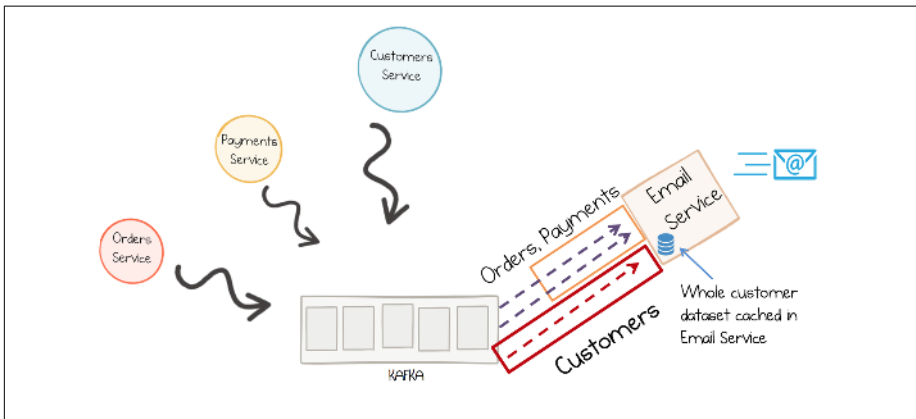 Customers
Service
Payments
Service
Orders
Service
KAFKA
Orders, Payments
Customers
Email
Service
@
Whole customer
dataset cached in
Email Service